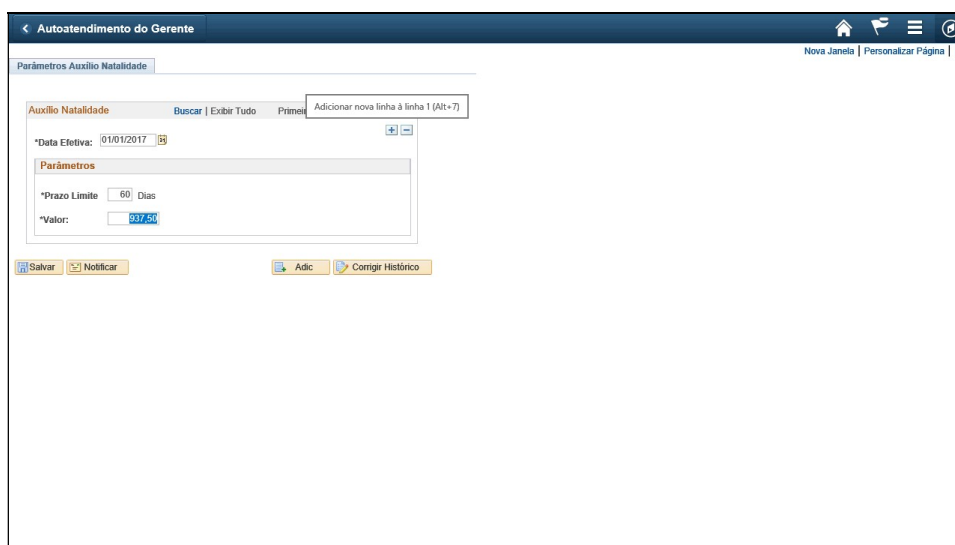 Autoatendimento do Gerente
Nova Janela | Personalizar Página |
Parâmetros Auxílio Natalidade
Auxílio Natalidade Buscar | Exibir Tudo
Adicionar nova linha à linha 1 (Alt+7)
*Data Efetiva: 01/01/2017
Parâmetros
*Prazo Limite 60 Dias
*Valor: 937,50
Salvar Notificar Adic Corrigir Histórico